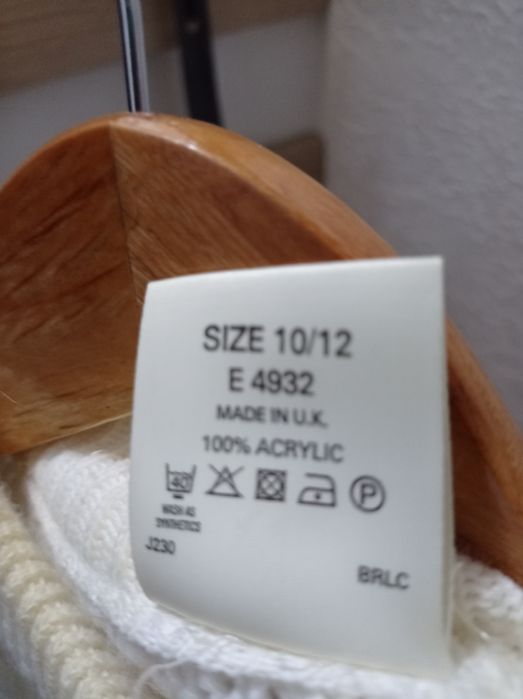 SIZE 10/12
E 4932
MADE IN U.K.
100% ACRYLIC
40 P
WASH AS
SYNTHETICS
J230
BRLC